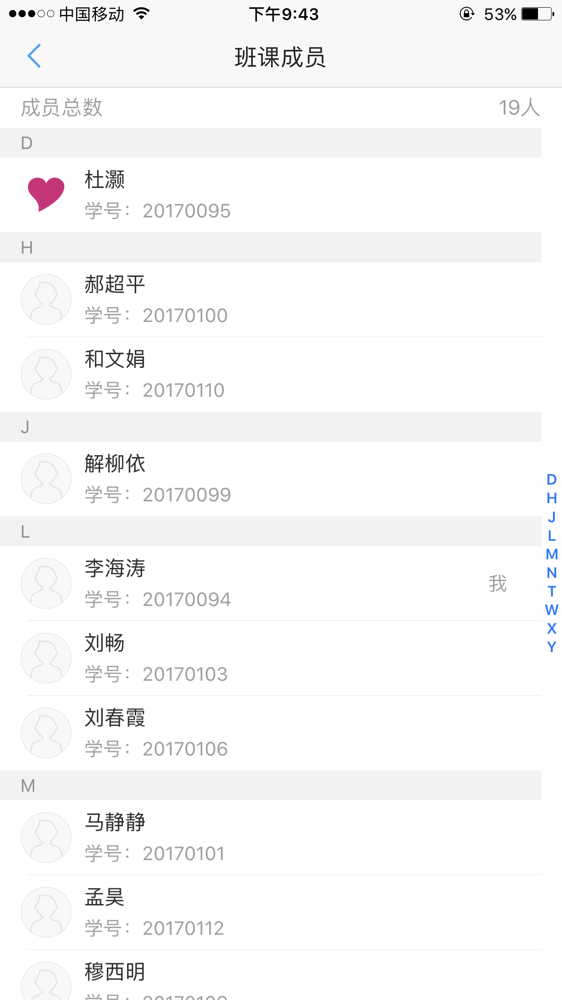 中国移动 下午9:43 53%
班课成员
成员总数 19人
D
杜灏
学号：20170095
H
郝超平
学号：20170100
和文娟
学号：20170110
J
解柳依
学号：20170099
L
李海涛
学号：20170094
我
刘畅
学号：20170103
刘春霞
学号：20170106
M
马静静
学号：20170101
孟昊
学号：20170112
穆西明
D
H
J
L
M
N
T
W
X
Y